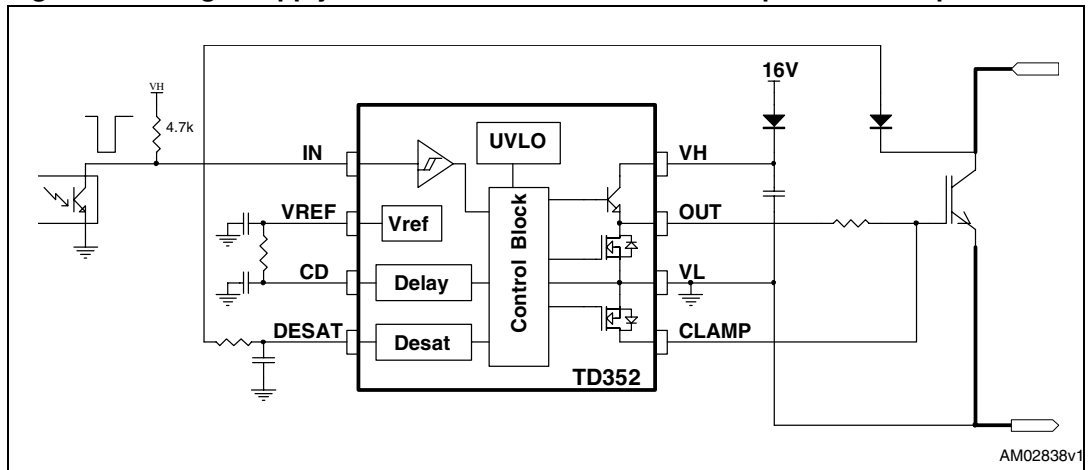 16V
VH
4.7k
UVLO
IN
VH
VREF
Vref
OUT
Control Block
CD
Delay
VL
DESAT
Desat
CLAMP
TD352
AM02838v1